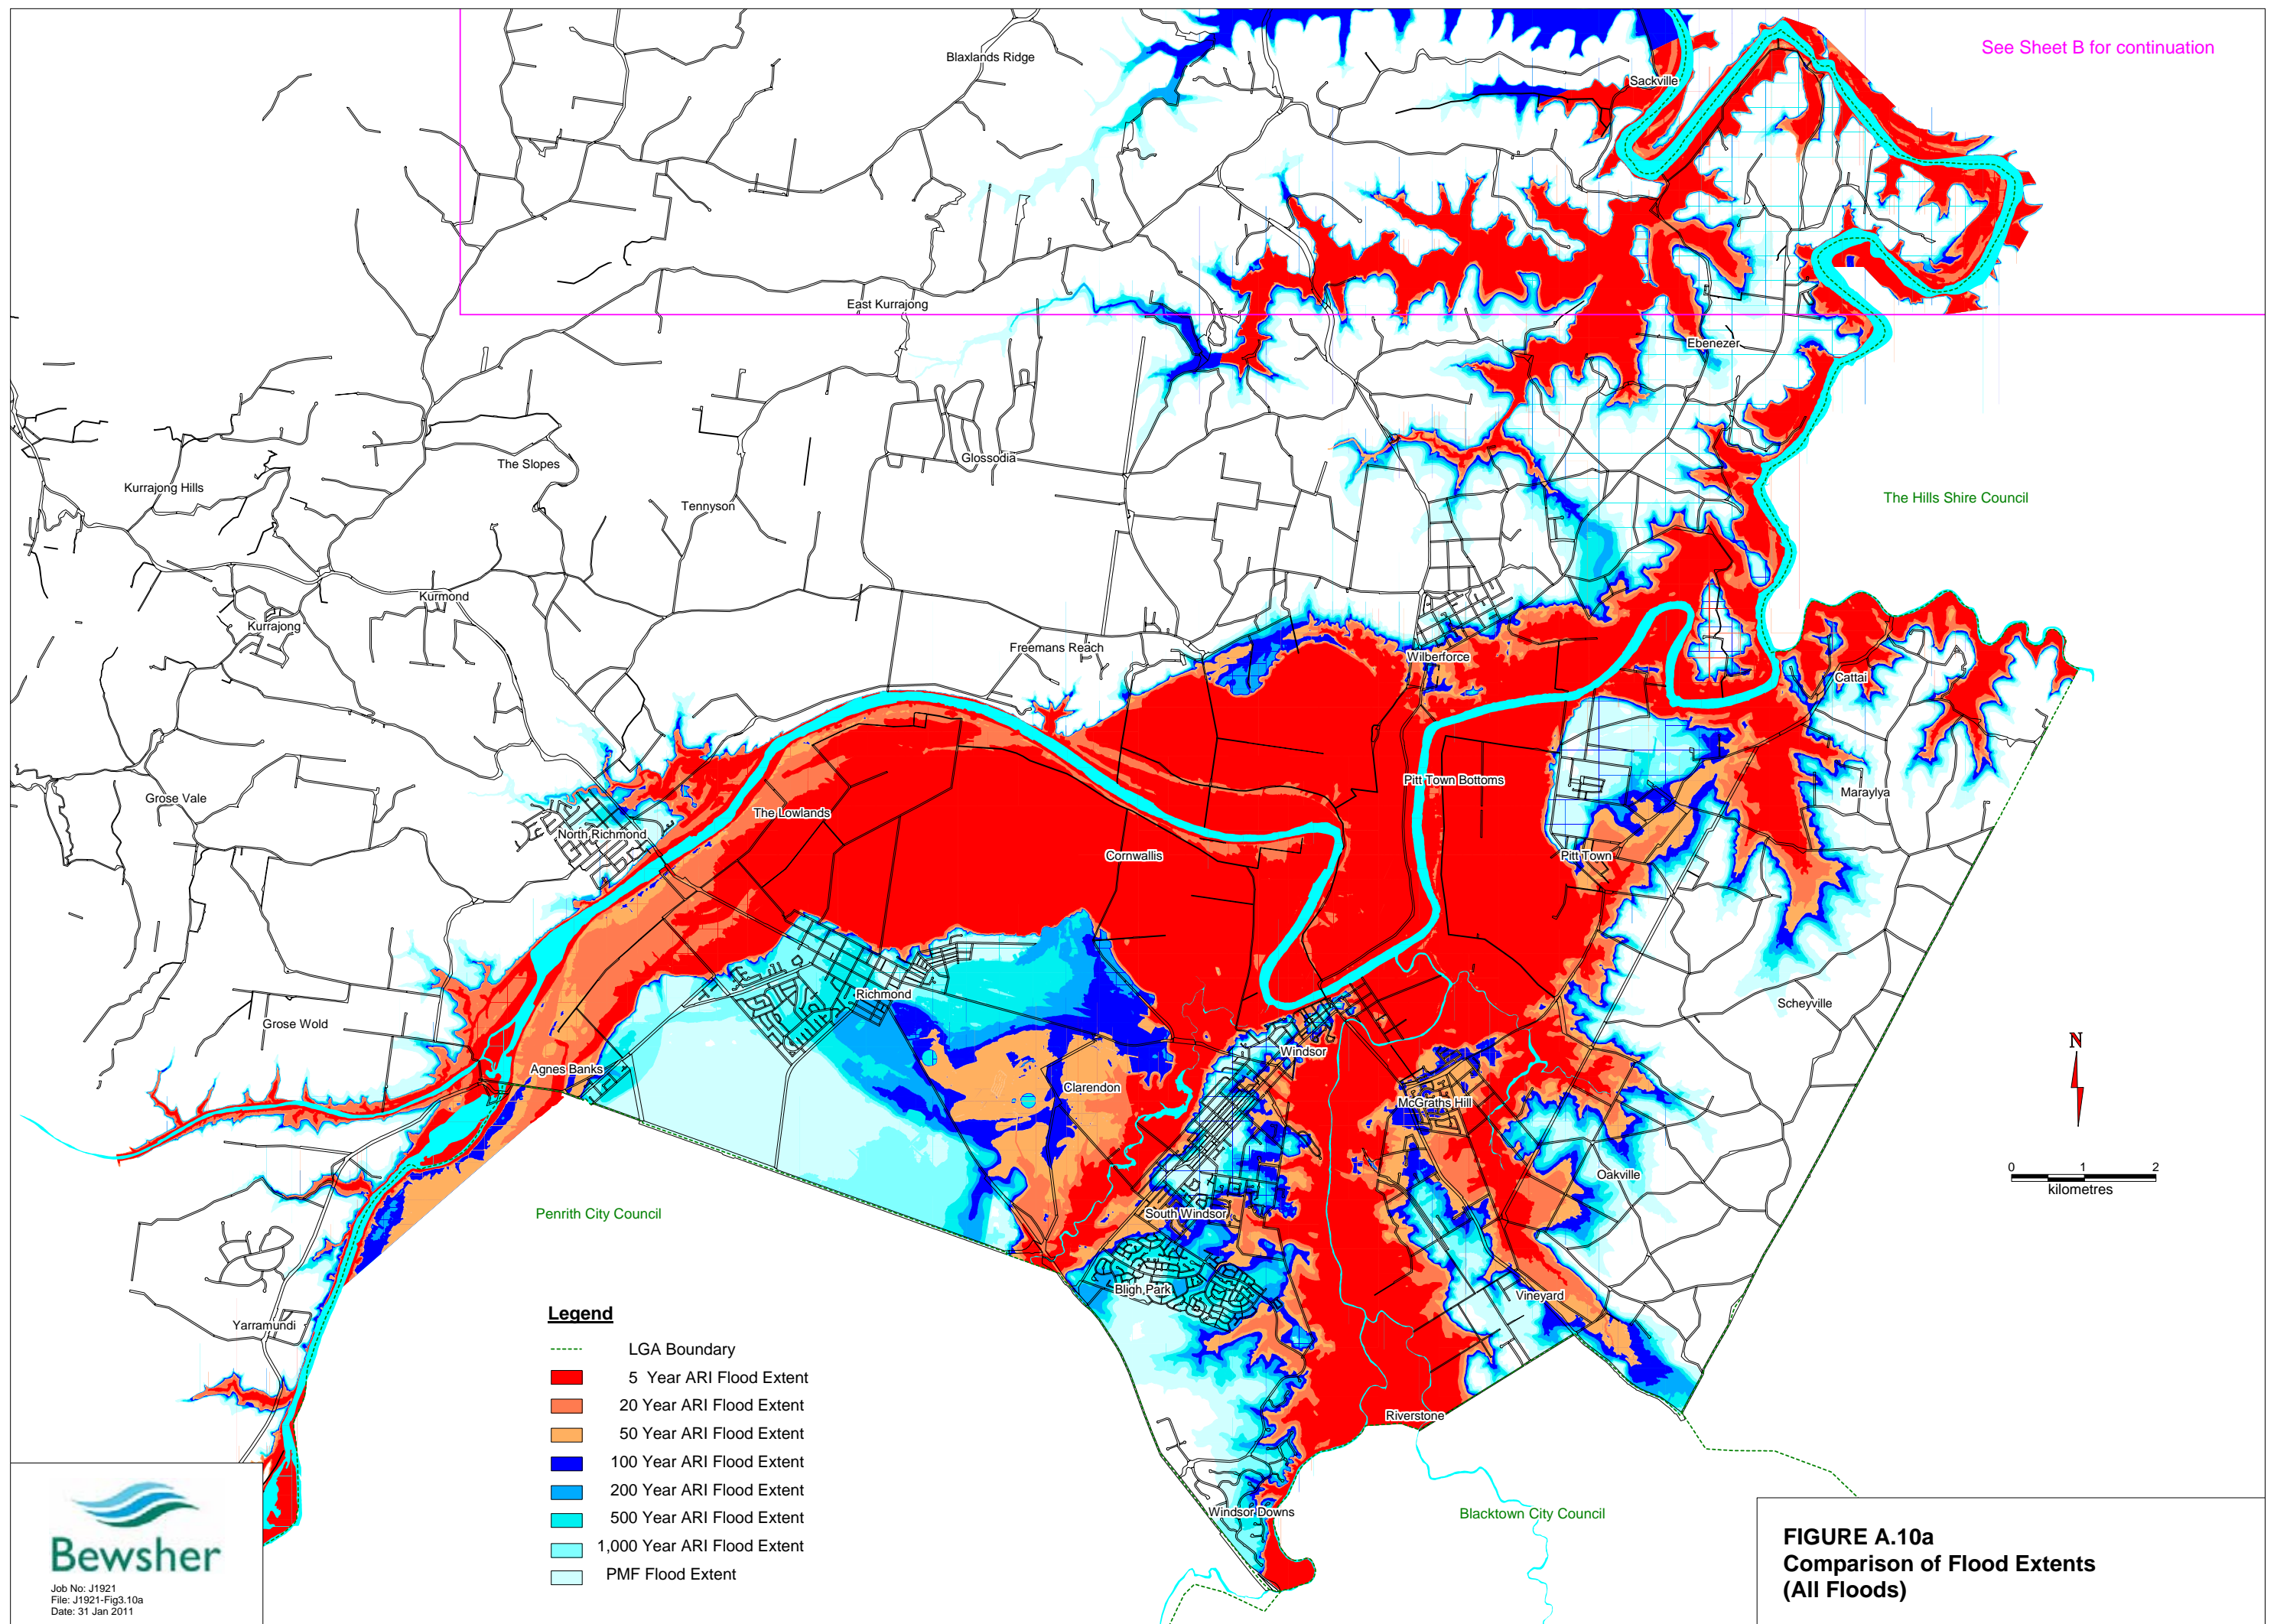 See Sheet B for continuation
Blaxlands Ridge
Sackville
East Kurrajong
Ebenezer
The Slopes
Glossodia
Kurrajong Hills
Tennyson
The Hills Shire Council
Kurmond
Kurrajong
Freemans Reach
Wilberforce
Cattai
Pitt Town Bottoms
Grose Vale
Maraylya
The Lowlands
North Richmond
Cornwallis
Pitt Town
Richmond
Scheyville
Grose Wold
Windsor
Agnes Banks
Clarendon
McGraths Hill
Oakville
Penrith City Council
South Windsor
Bligh Park
Vineyard
Yarramundi
Riverstone
Windsor Downs
Blacktown City Council
N
0 1 2
kilometres
Legend
LGA Boundary
5 Year ARI Flood Extent
20 Year ARI Flood Extent
50 Year ARI Flood Extent
100 Year ARI Flood Extent
200 Year ARI Flood Extent
500 Year ARI Flood Extent
1,000 Year ARI Flood Extent
PMF Flood Extent
Bewsher
Job No: J1921
File: J1921-Fig3.10a
Date: 31 Jan 2011
FIGURE A.10a
Comparison of Flood Extents
(All Floods)